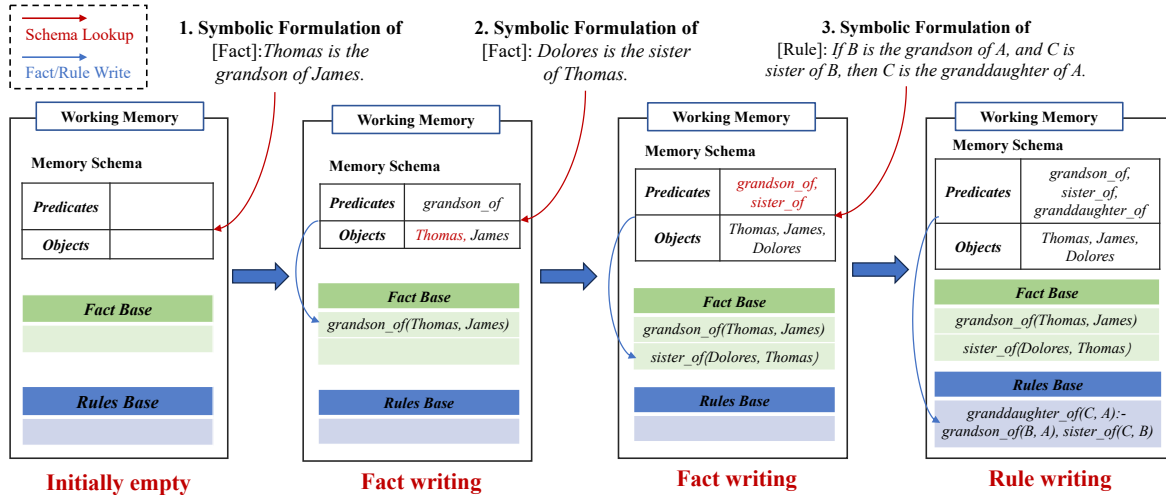 Schema Lookup
Fact/Rule Write
1. Symbolic Formulation of
[Fact]:Thomas is the
grandson of James.
2. Symbolic Formulation of
[Fact]: Dolores is the sister
of Thomas.
3. Symbolic Formulation of
[Rule]: If B is the grandson of A, and C is
sister of B, then C is the granddaughter of A.
Working Memory
Memory Schema
Predicates
Objects
Fact Base
Rules Base
Initially empty
Working Memory
Memory Schema
Predicates
grandson_of
Objects
Thomas, James
Fact Base
grandson_of(Thomas, James)
Rules Base
Fact writing
Working Memory
Memory Schema
Predicates
grandson_of,
sister_of
Objects
Thomas, James,
Dolores
Fact Base
grandson_of(Thomas, James)
sister_of(Dolores, Thomas)
Rules Base
Fact writing
Working Memory
Memory Schema
Predicates
grandson_of,
sister_of,
granddaughter_of
Objects
Thomas, James,
Dolores
Fact Base
grandson_of(Thomas, James)
sister_of(Dolores, Thomas)
Rules Base
granddaughter_of(C, A):-
grandson_of(B, A), sister_of(C, B)
Rule writing